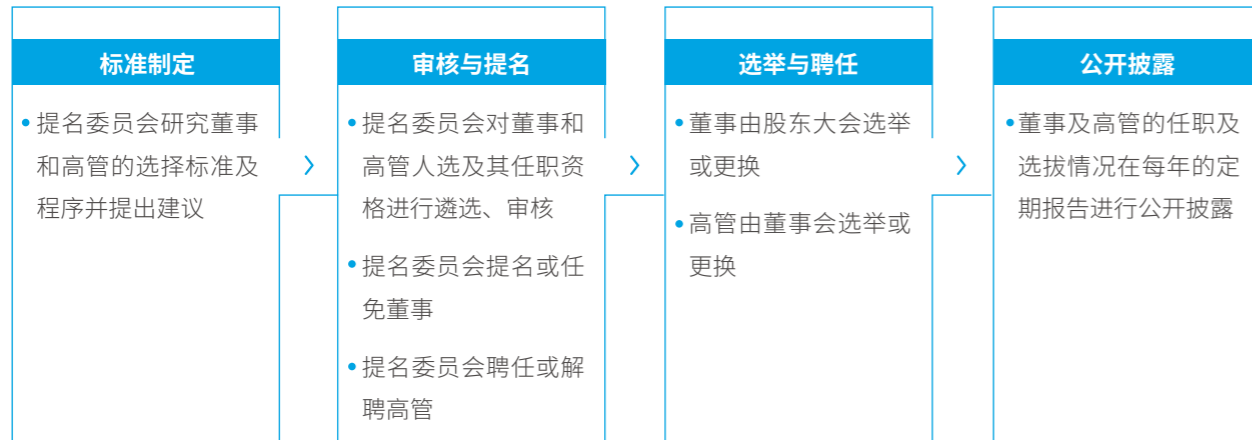 标准制定
•提名委员会研究董事
和高管的选择标准及
程序并提出建议
审核与提名
•提名委员会对董事和
高管人选及其任职资
格进行遴选、审核
•提名委员会提名或任
免董事
•提名委员会聘任或解
聘高管
选举与聘任
•董事由股东大会选举
或更换
•高管由董事会选举或
更换
公开披露
•董事及高管的任职及
选拔情况在每年的定
期报告进行公开披露